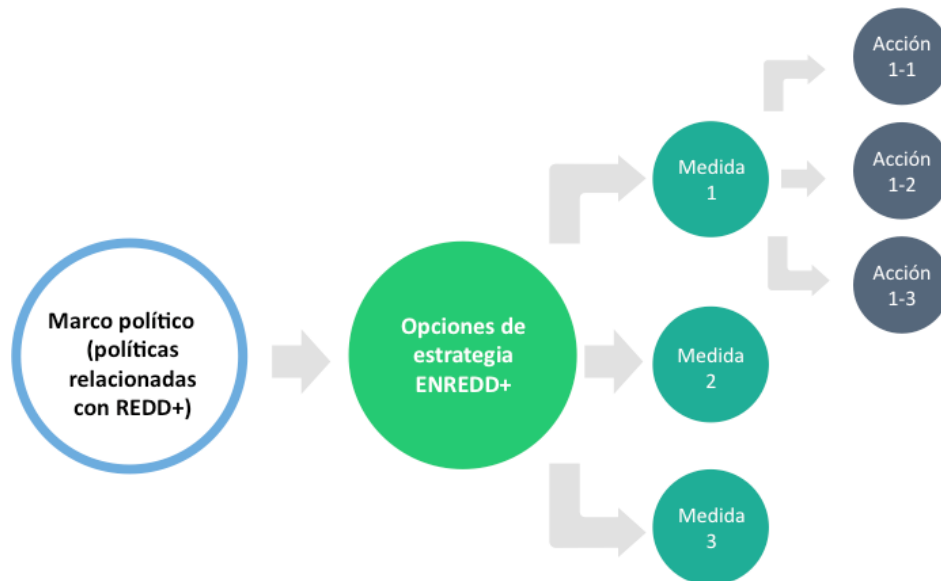 Marco político
(políticas
relacionadas
con REDD+)
Opciones de
estrategia
ENREDD+
Medida
1
Medida
2
Medida
3
Acción
1-1
Acción
1-2
Acción
1-3